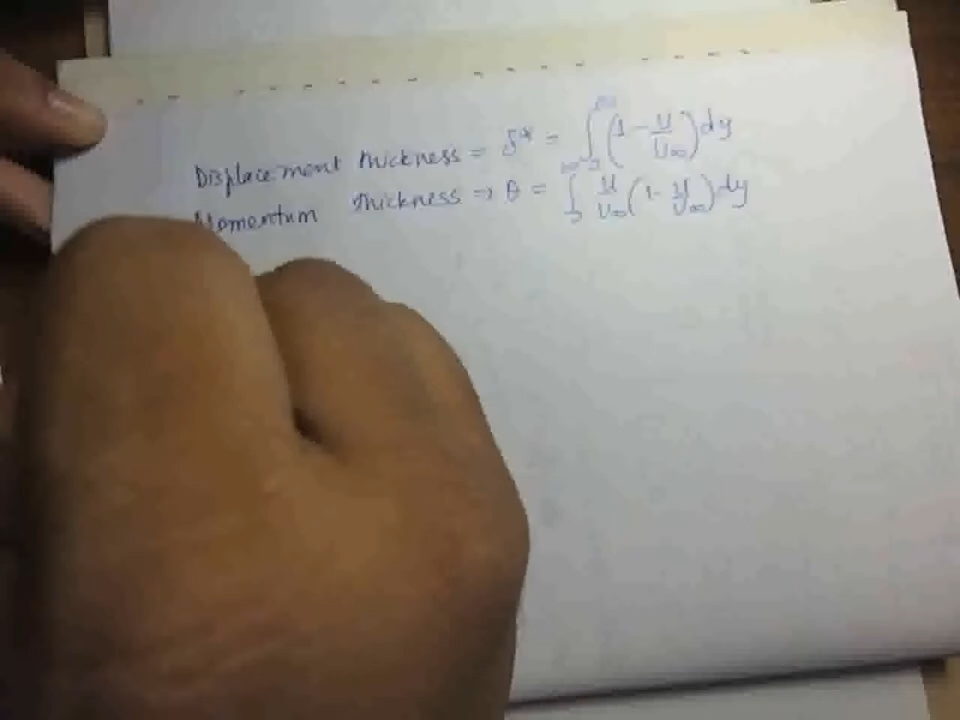 Displacement thickness = δ* = ∫ (1 - u/U∞) dy
Momentum thickness => θ = ∫ u/U∞ (1 - u/U∞) dy